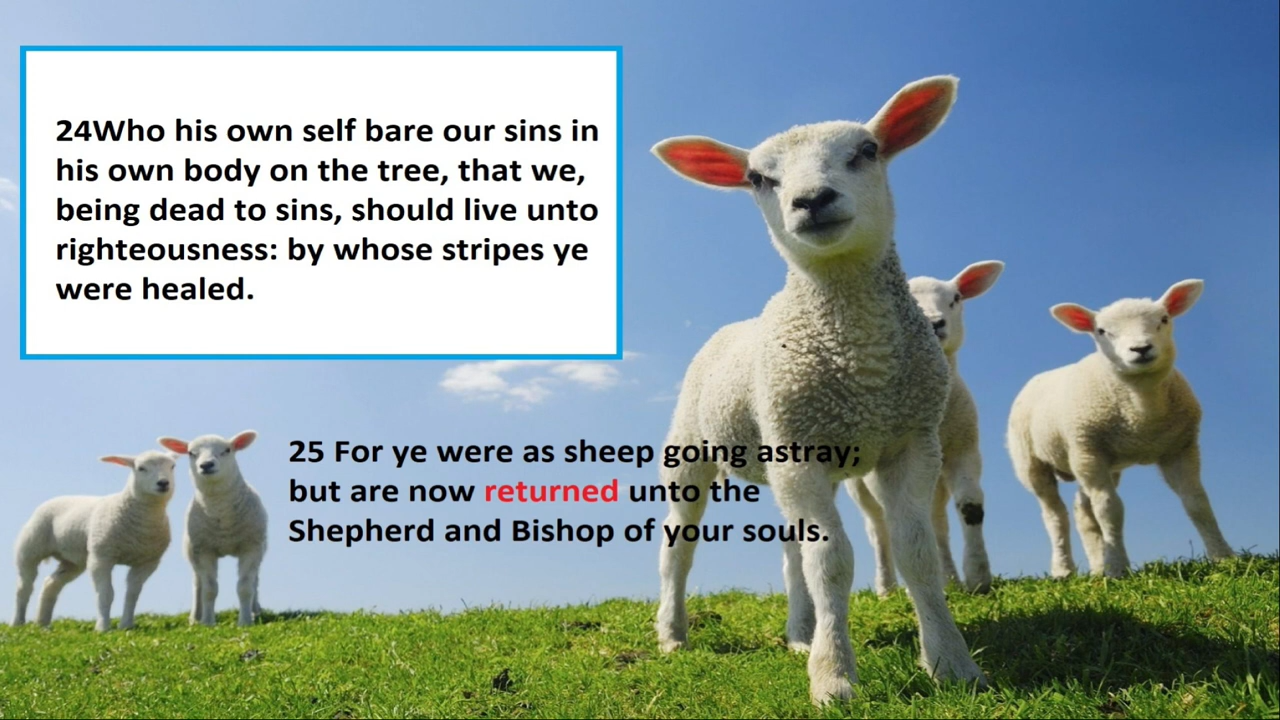 24Who his own self bare our sins in
his own body on the tree, that we,
being dead to sins, should live unto
righteousness: by whose stripes ye
were healed.
25 For ye were as sheep going astray;
but are now returned unto the
Shepherd and Bishop of your souls.